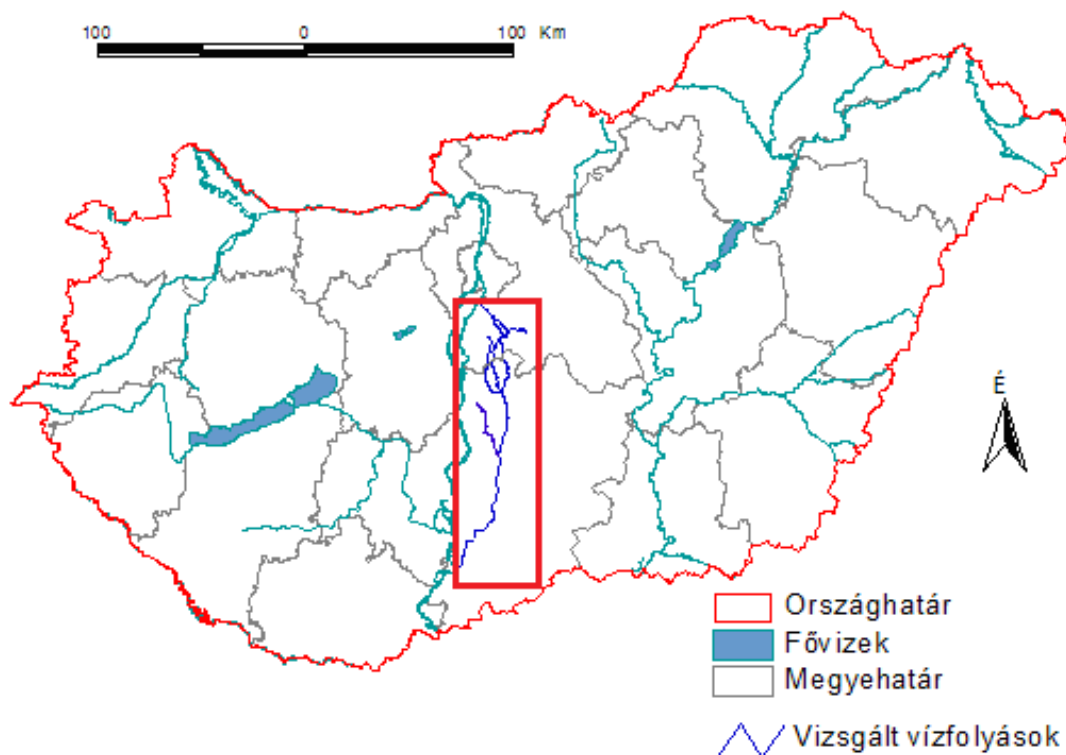 100 0 100 Km
É
Országhatár
Fővizek
Megyehatár
Vizsgált vízfolyások